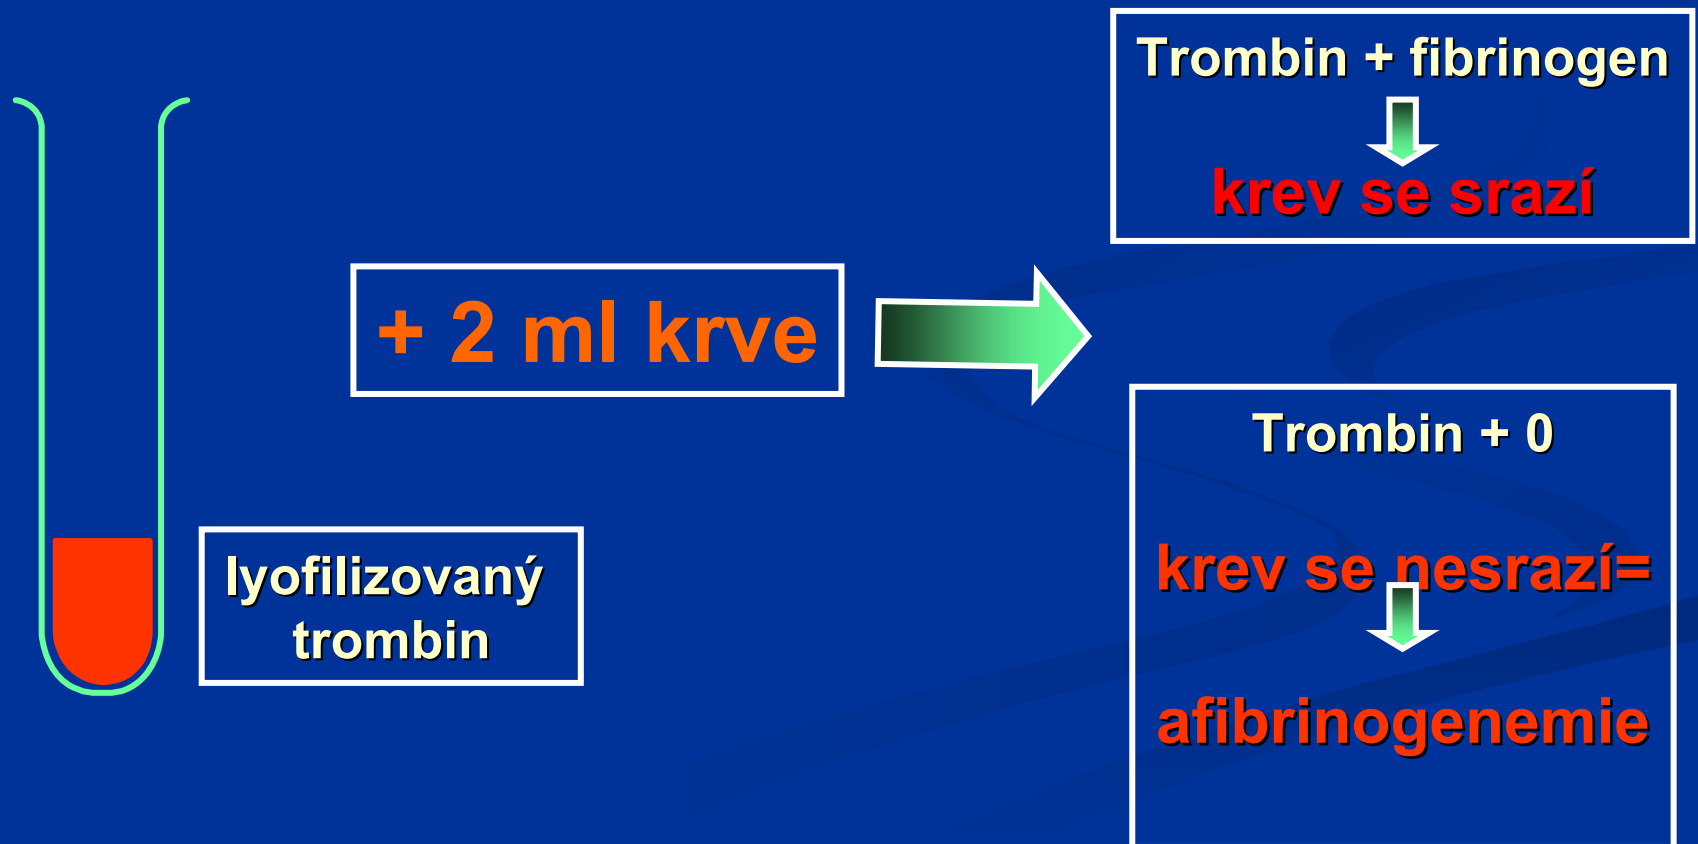 Trombin + fibrinogen
krev se srazí
+ 2 ml krve
Trombin + 0
krev se nesrazí=
afibrinogenemie
lyofilizovaný
trombin